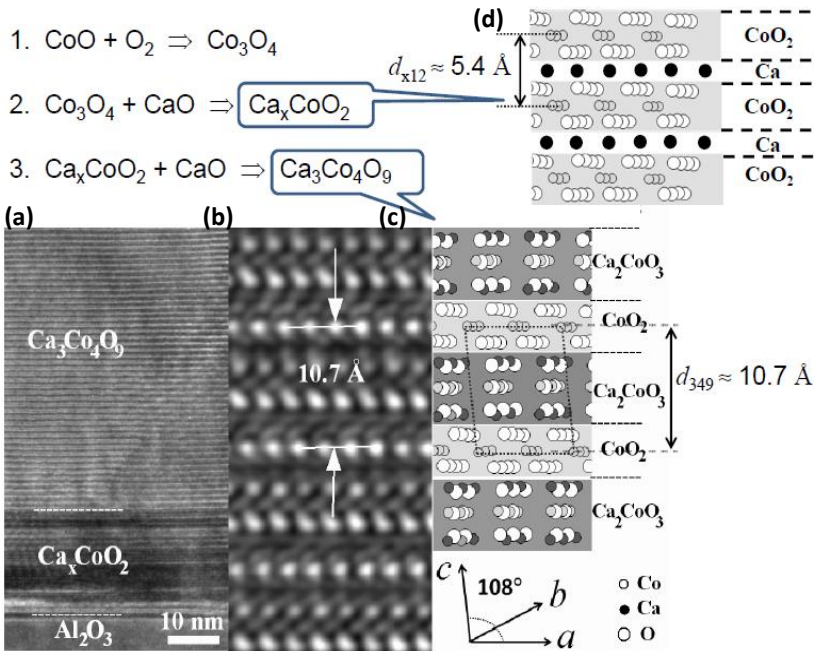 1. CoO + O₂ ⇒ Co₃O₄
2. Co₃O₄ + CaO ⇒ CaₓCoO₂
3. CaₓCoO₂ + CaO ⇒ Ca₃Co₄O₉
(d)
dₓ₁₂ ≈ 5.4 Å
CoO₂
Ca
CoO₂
Ca
CoO₂
(a)
Ca₃Co₄O₉
CaₓCoO₂
Al₂O₃
10 nm
(b)
10.7 Å
(c)
Ca₂CoO₃
CoO₂
Ca₂CoO₃
CoO₂
Ca₂CoO₃
d₃₄₉ ≈ 10.7 Å
c
108°
b
a
Co
Ca
O